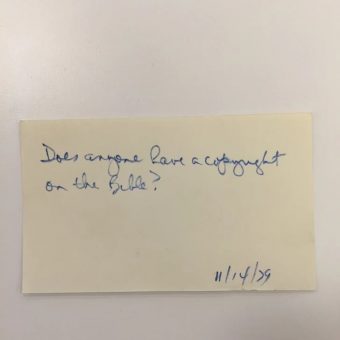 Does anyone have a copyright
on the Bible?
11/14/79